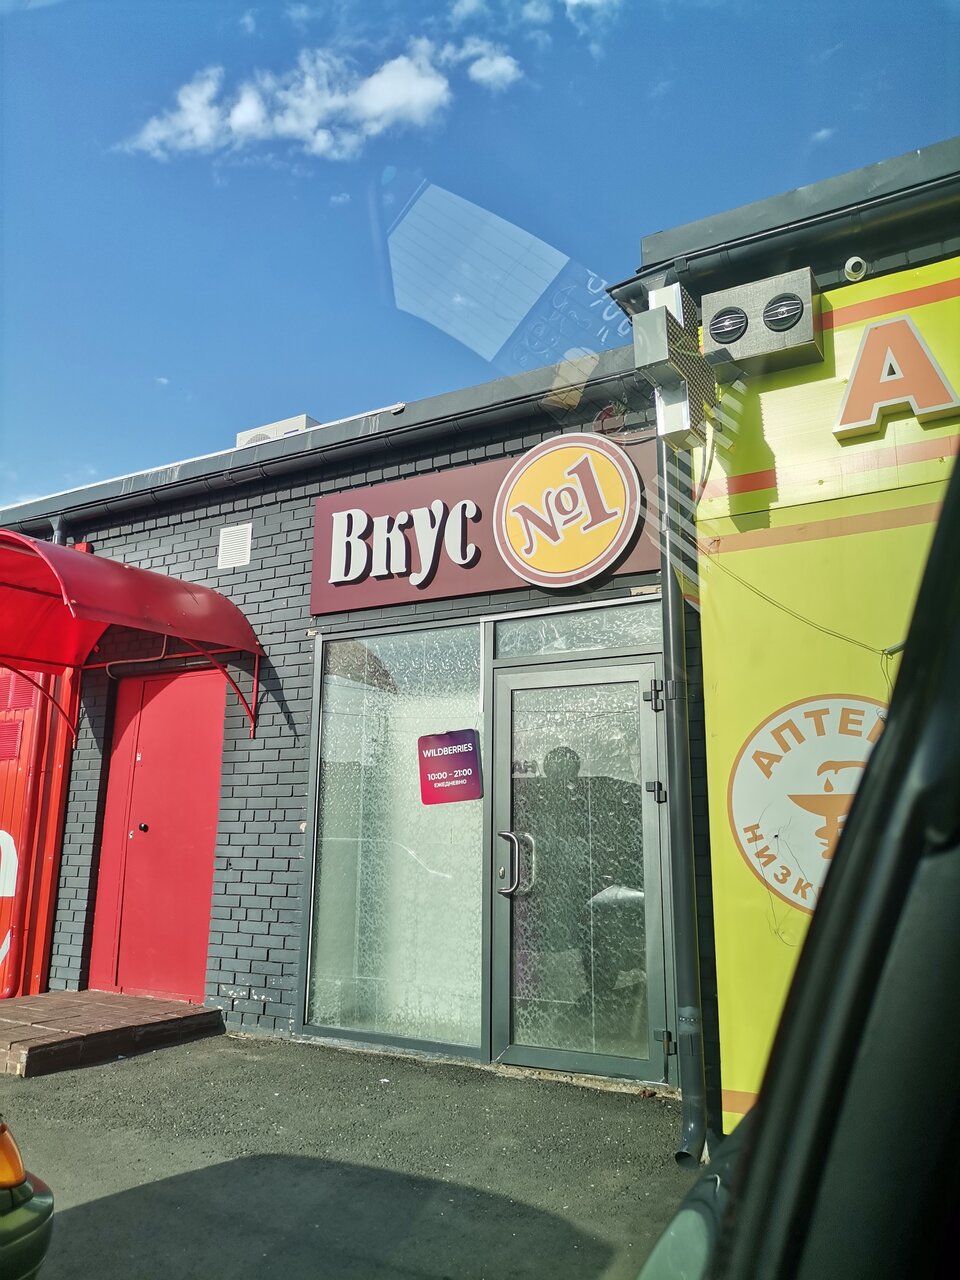 Вкус №1
WILDBERRIES
10:00 - 21:00
ЕЖЕДНЕВНО
А
АПТЕ
НИЗК